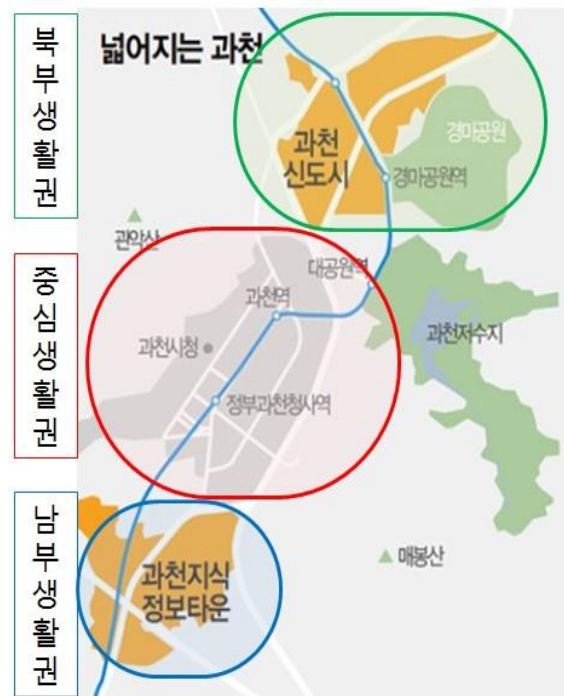 넓어지는 과천
북부생활권
과천
신도시
경마공원
경마공원역
관악산
중심생활권
대공원역
과천역
과천시청
과천저수지
정부과천청사역
남부생활권
과천지식
정보타운
매봉산